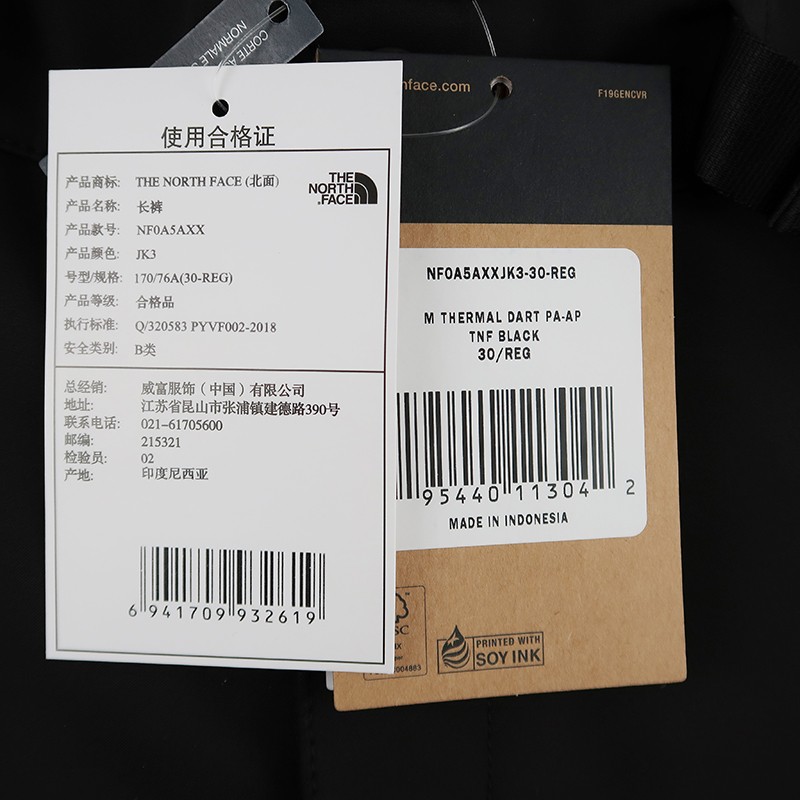 CORTE A
NORMALE
使用合格证
产品商标: THE NORTH FACE (北面)
产品名称: 长裤
产品款号: NF0A5AXX
产品颜色: JK3
号型/规格: 170/76A(30-REG)
产品等级: 合格品
执行标准: Q/320583 PYVF002-2018
安全类别: B类
THE
NORTH
FACE
总经销: 威富服饰（中国）有限公司
地址: 江苏省昆山市张浦镇建德路390号
联系电话: 021-61705600
邮编: 215321
检验员: 02
产地: 印度尼西亚
6 941709 932619
nface.com
F19GENCVR
NF0A5AXXJK3-30-REG
M THERMAL DART PA-AP
TNF BLACK
30/REG
95440 11304 2
MADE IN INDONESIA
SC
IX
004883
PRINTED WITH
SOY INK